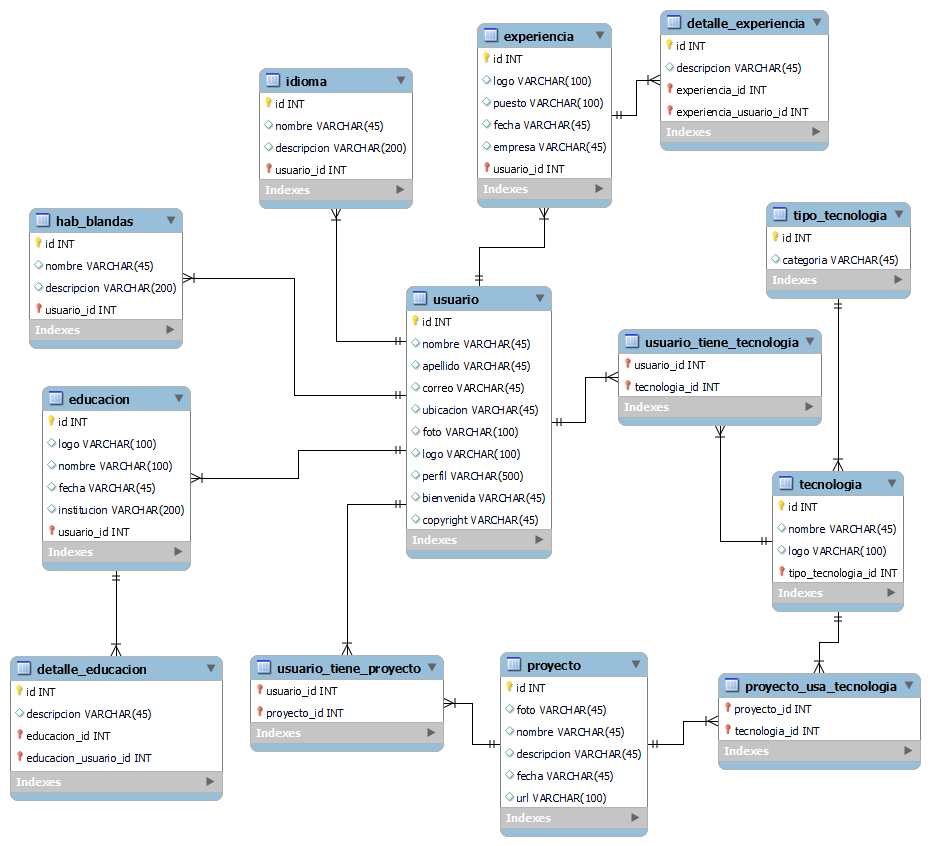 detalle_experiencia
id INT
descripcion VARCHAR(45)
experiencia_id INT
experiencia_usuario_id INT
Indexes
experiencia
id INT
logo VARCHAR(100)
puesto VARCHAR(100)
fecha VARCHAR(45)
empresa VARCHAR(45)
usuario_id INT
Indexes
idioma
id INT
nombre VARCHAR(45)
descripcion VARCHAR(200)
usuario_id INT
Indexes
hab_blandas
id INT
nombre VARCHAR(45)
descripcion VARCHAR(200)
usuario_id INT
Indexes
tipo_tecnologia
id INT
categoria VARCHAR(45)
Indexes
usuario
id INT
nombre VARCHAR(45)
apellido VARCHAR(45)
correo VARCHAR(45)
ubicacion VARCHAR(45)
foto VARCHAR(100)
logo VARCHAR(100)
perfil VARCHAR(500)
bienvenida VARCHAR(45)
copyright VARCHAR(45)
Indexes
usuario_tiene_tecnologia
usuario_id INT
tecnologia_id INT
Indexes
educacion
id INT
logo VARCHAR(100)
nombre VARCHAR(100)
fecha VARCHAR(45)
institucion VARCHAR(200)
usuario_id INT
Indexes
tecnologia
id INT
nombre VARCHAR(45)
logo VARCHAR(100)
tipo_tecnologia_id INT
Indexes
detalle_educacion
id INT
descripcion VARCHAR(45)
educacion_id INT
educacion_usuario_id INT
Indexes
usuario_tiene_proyecto
usuario_id INT
proyecto_id INT
Indexes
proyecto
id INT
foto VARCHAR(45)
nombre VARCHAR(45)
descripcion VARCHAR(45)
fecha VARCHAR(45)
url VARCHAR(100)
Indexes
proyecto_usa_tecnologia
proyecto_id INT
tecnologia_id INT
Indexes